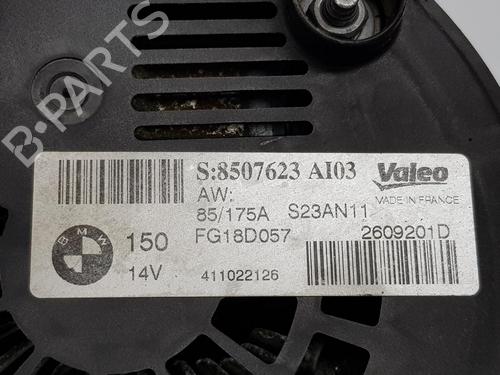 B-PARTS
S:8507623 AI03
Valeo
AW:
MADE IN FRANCE
85/175A S23AN11
BMW
150
FG18D057
2609201D
14V
411022126